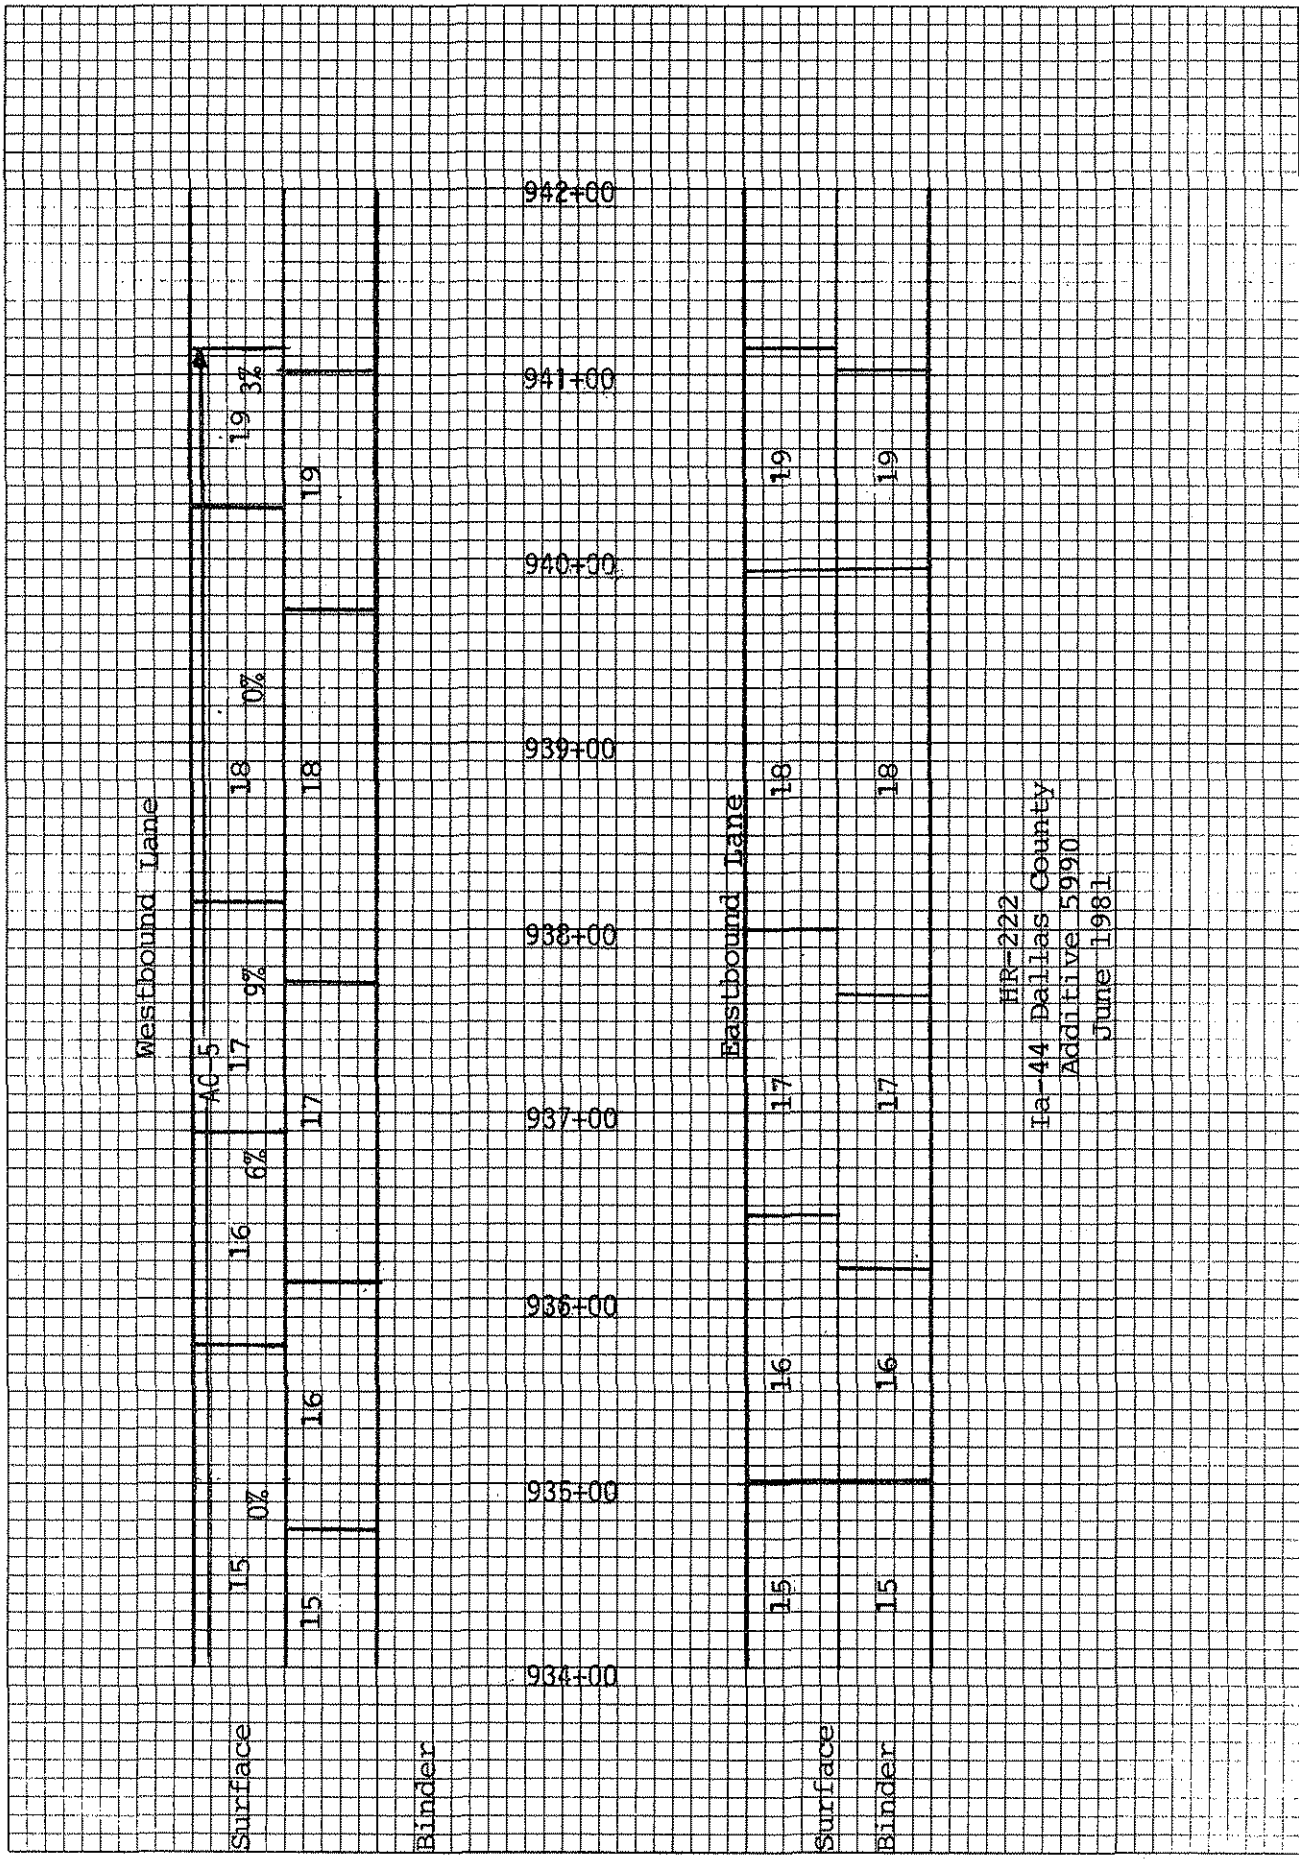 Westbound Lane
AC-5
Surface 15 0% 16 6% 17 9% 18 0% 19 3%
15 16 17 18 19
Binder
934+00 935+00 936+00 937+00 938+00 939+00 940+00 941+00 942+00
Eastbound Lane
Surface 15 16 17 18 19
Binder 15 16 17 18 19
HR-222
Ia-44 Dallas County
Additive 5990
June 1981